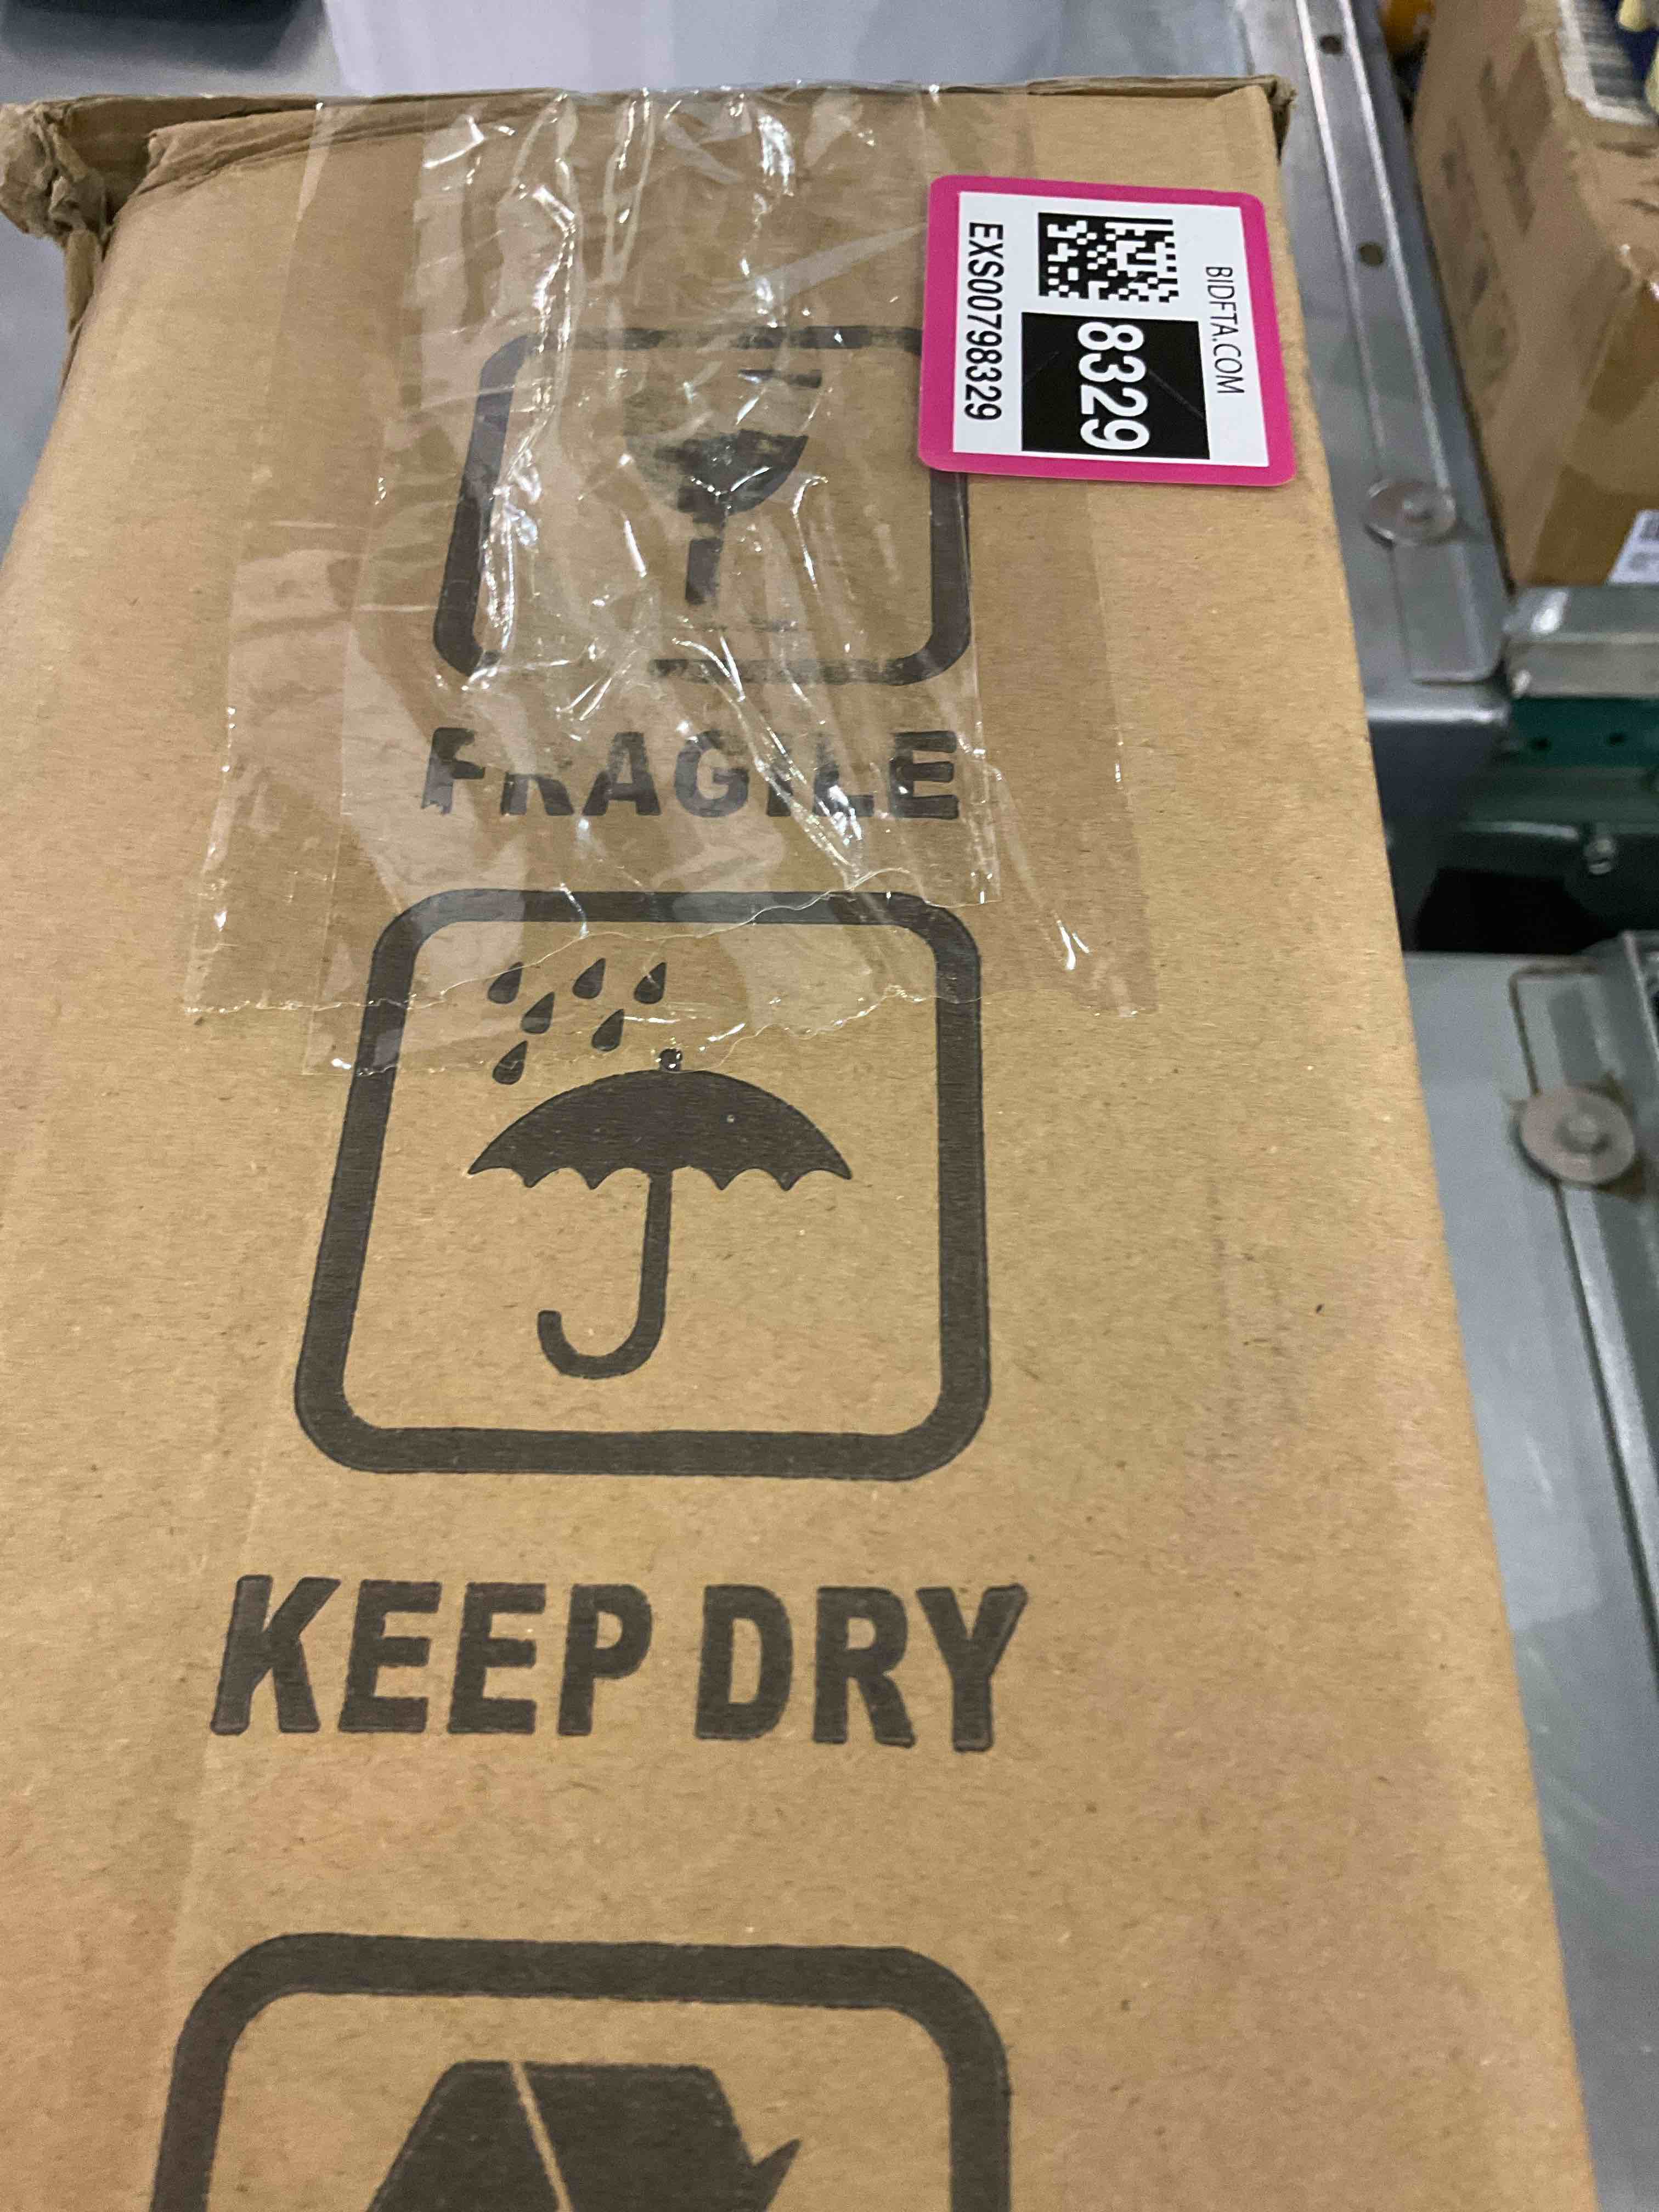 BIDFTA.COM
8329
EXS00798329
FRAGILE
KEEP DRY